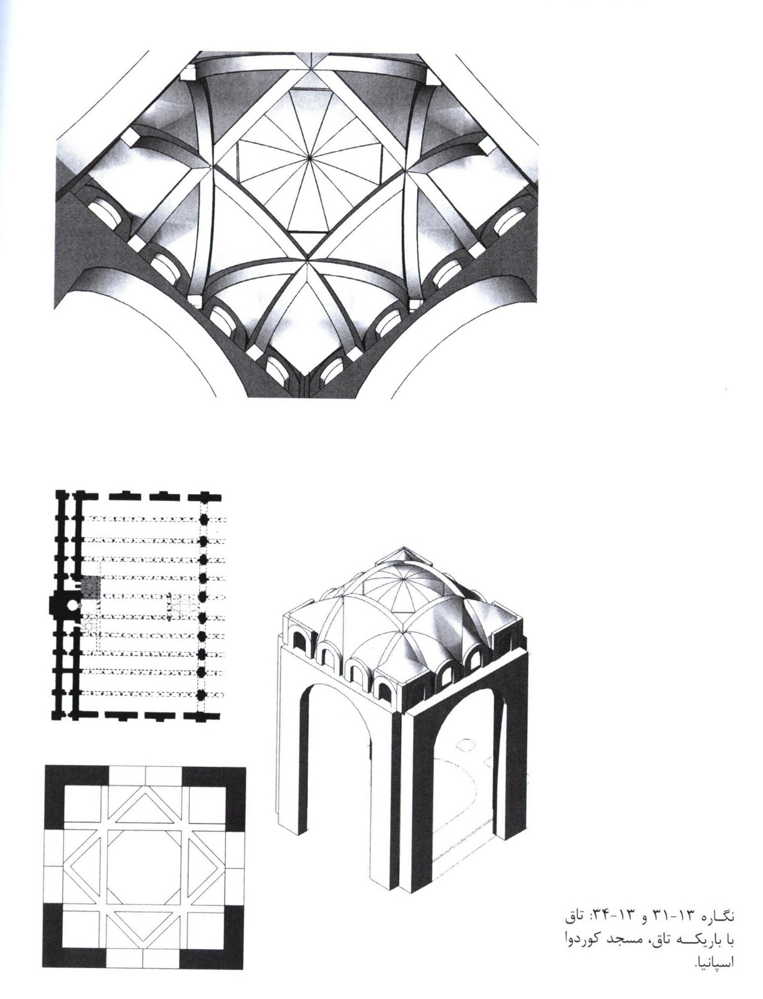 نگاره ۱۳-۳۱ و ۱۳-۳۴: تاق
با باریکه تاق، مسجد کوردوا
اسپانیا.